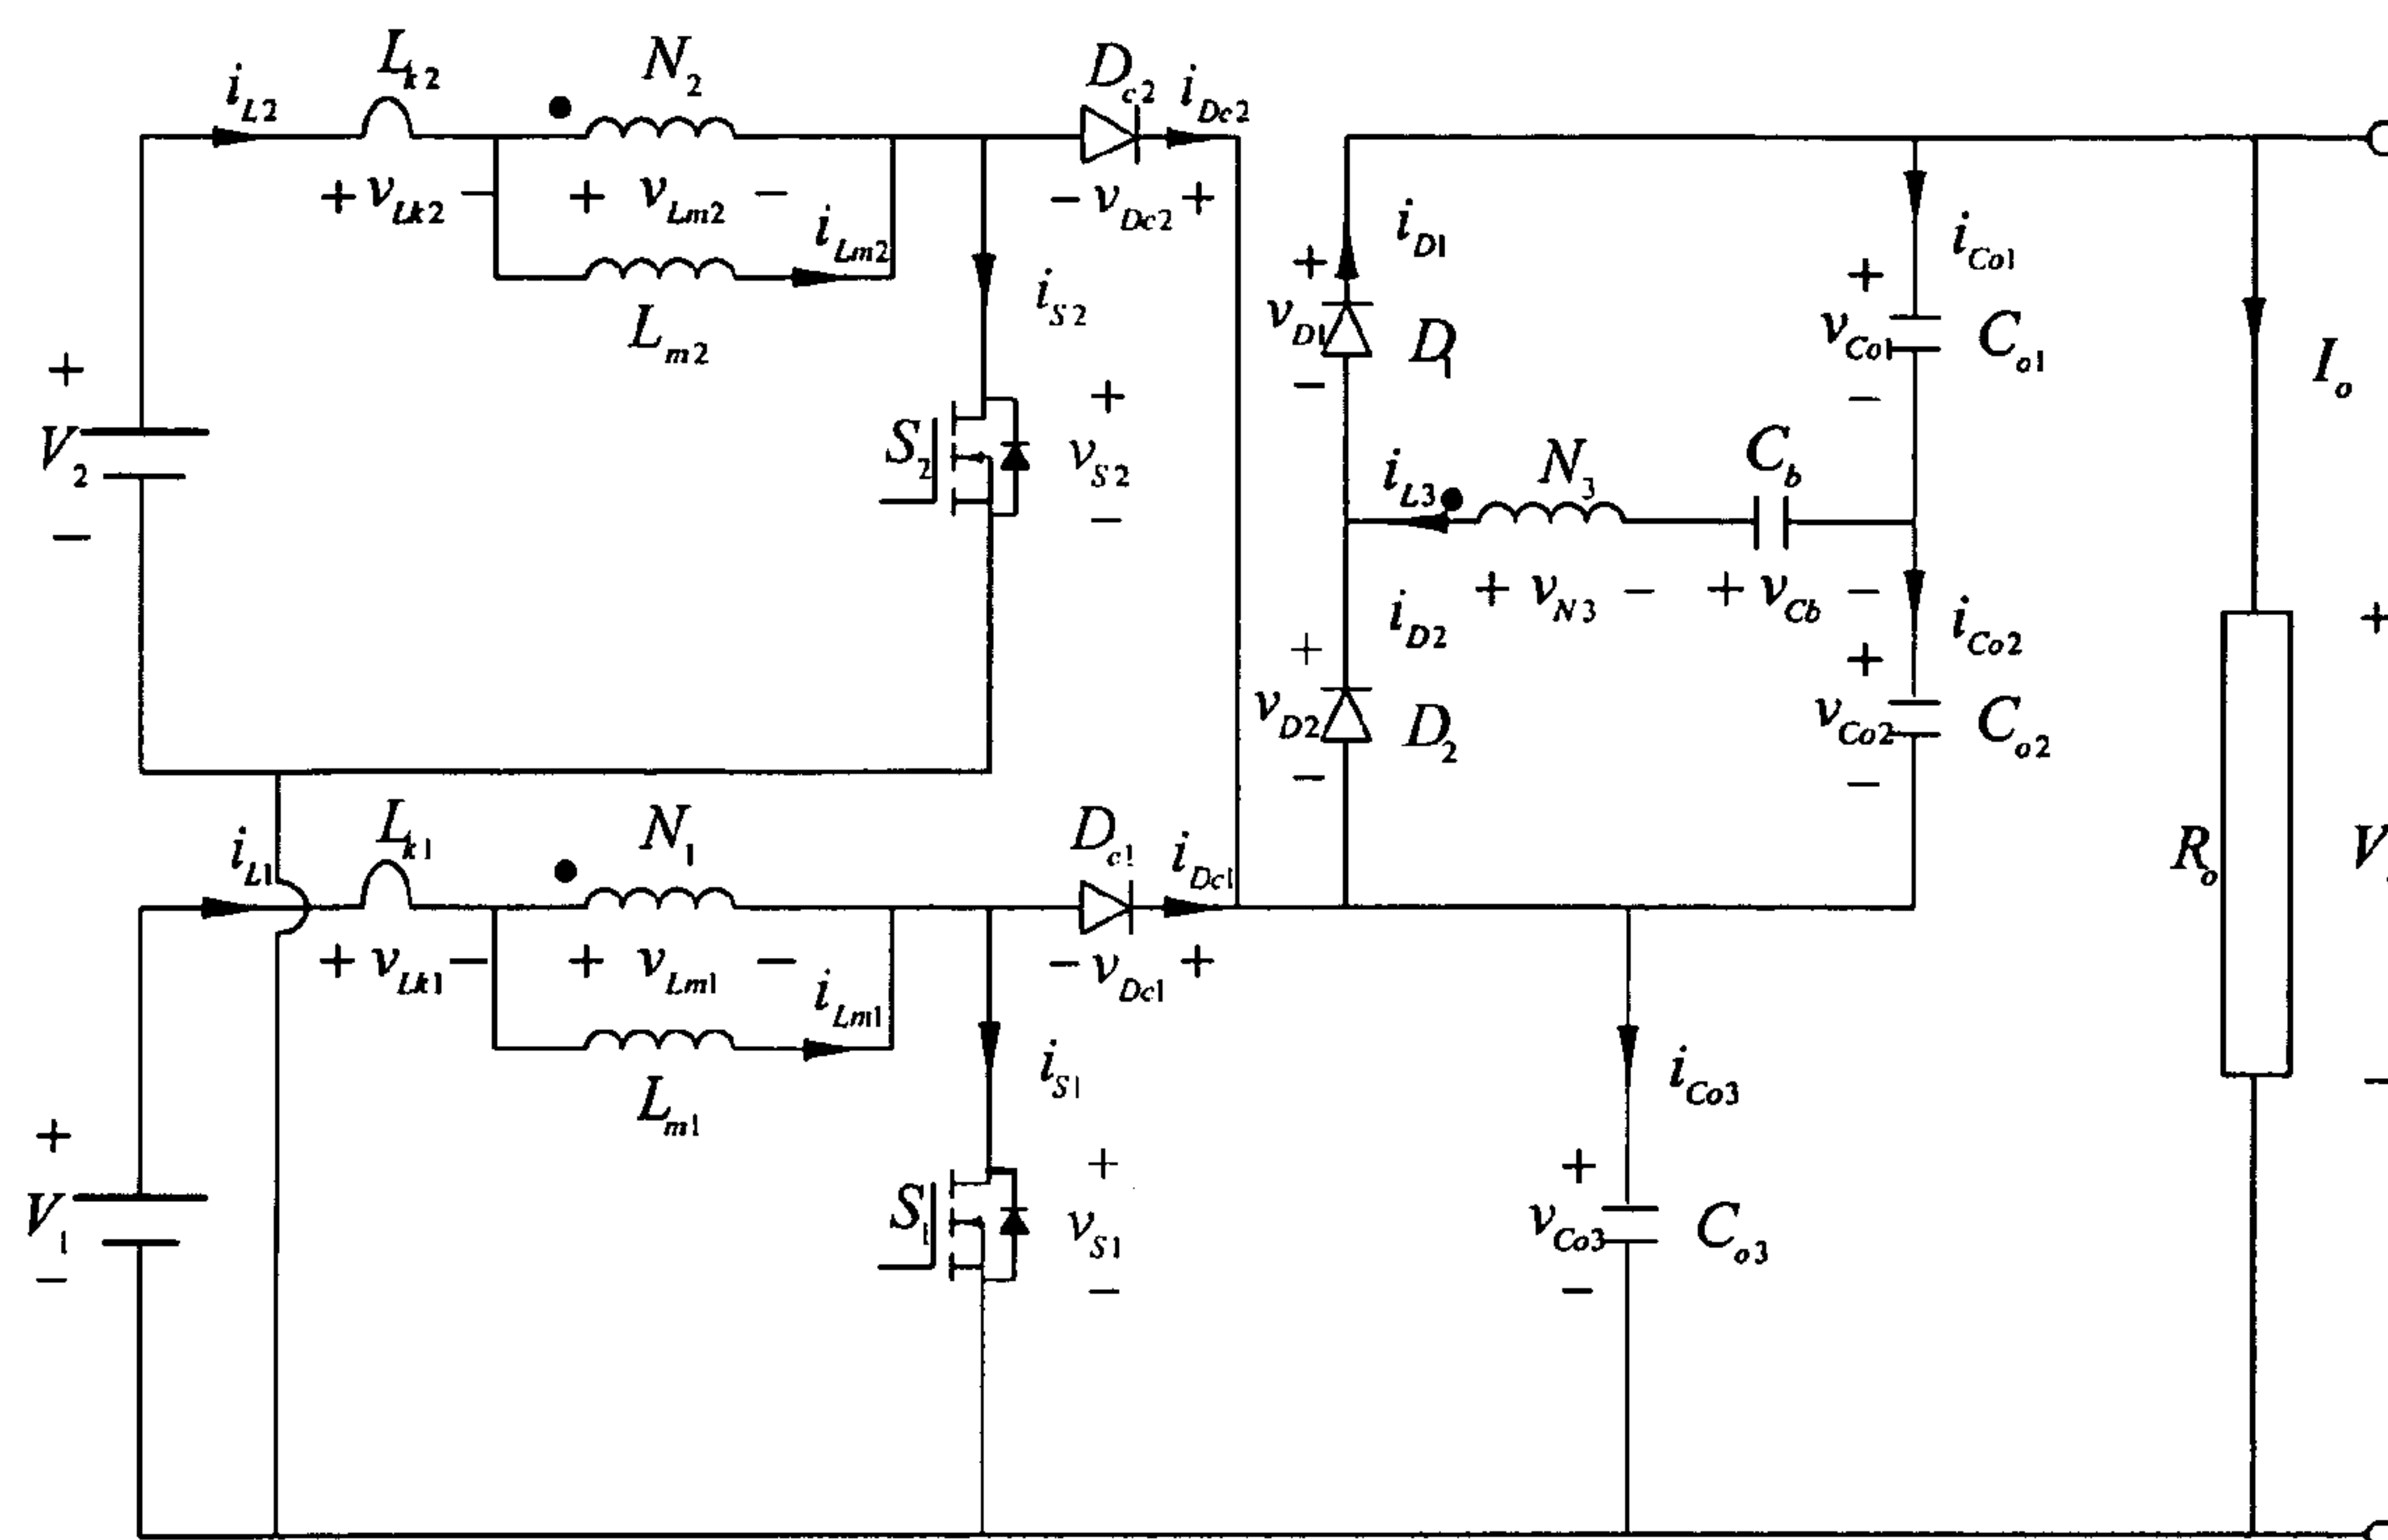 L_k2
N_2
D_c2
i_L2
i_Dc2
+ v_Lk2 −
+ v_Lm2 −
− v_Dc2 +
i_Lm2
L_m2
i_S2
i_D1
i_Co1
+
v_D1
−
D_1
+
v_Co1
−
C_o1
I_o
+
V_2
−
S_2
+
v_S2
−
i_L3
N_3
C_b
+ v_N3 −
+ v_Cb −
i_D2
i_Co2
+
v_D2
−
D_2
+
v_Co2
−
C_o2
L_k1
N_1
D_c1
i_L1
i_Dc1
+ v_Lk1 −
+ v_Lm1 −
− v_Dc1 +
i_Lm1
L_m1
i_S1
R_o
+
V
−
i_Co3
+
V_1
−
S_1
+
v_S1
−
+
v_Co3
−
C_o3